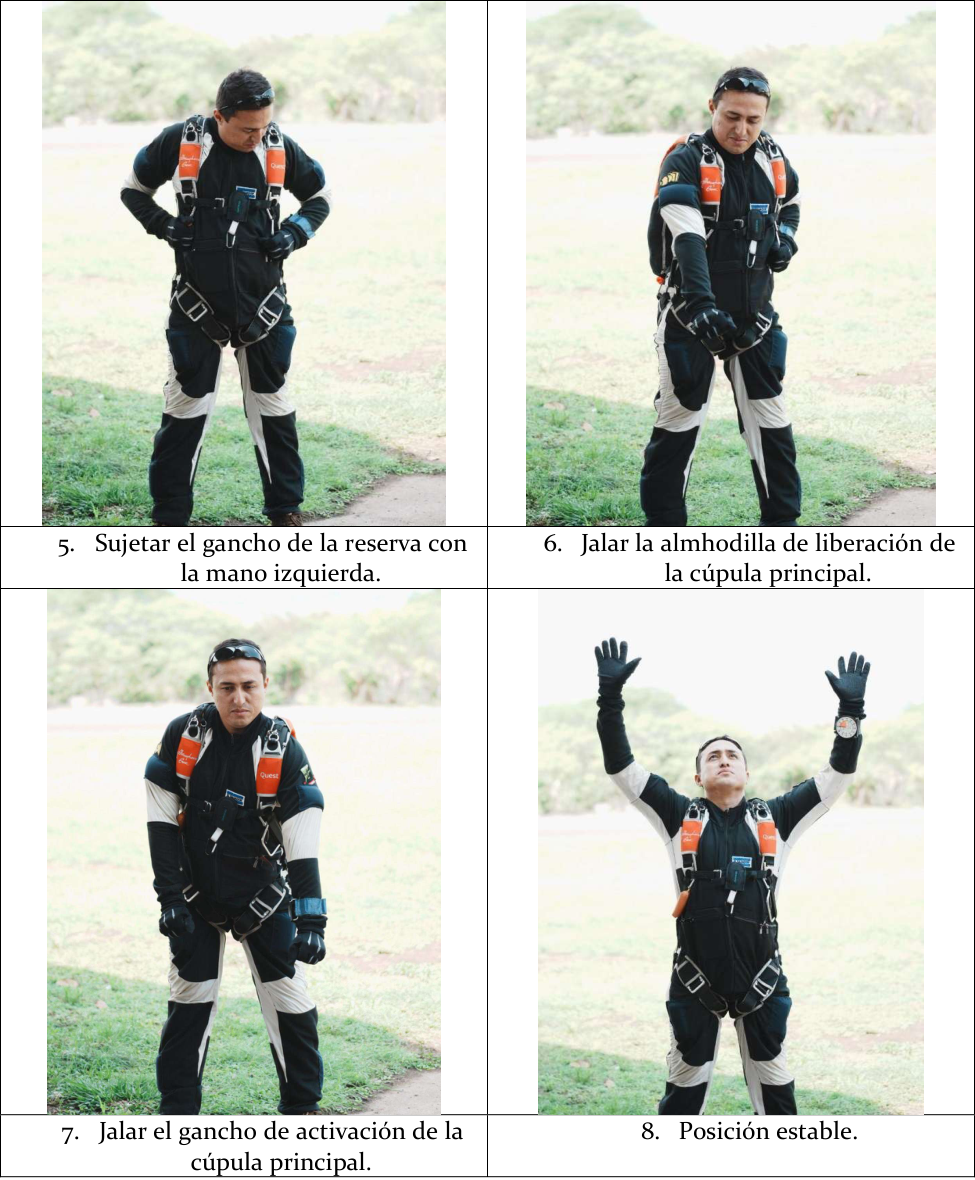 5. Sujetar el gancho de la reserva con
la mano izquierda.
6. Jalar la almhodilla de liberación de
la cúpula principal.
Quest
7. Jalar el gancho de activación de la
cúpula principal.
8. Posición estable.